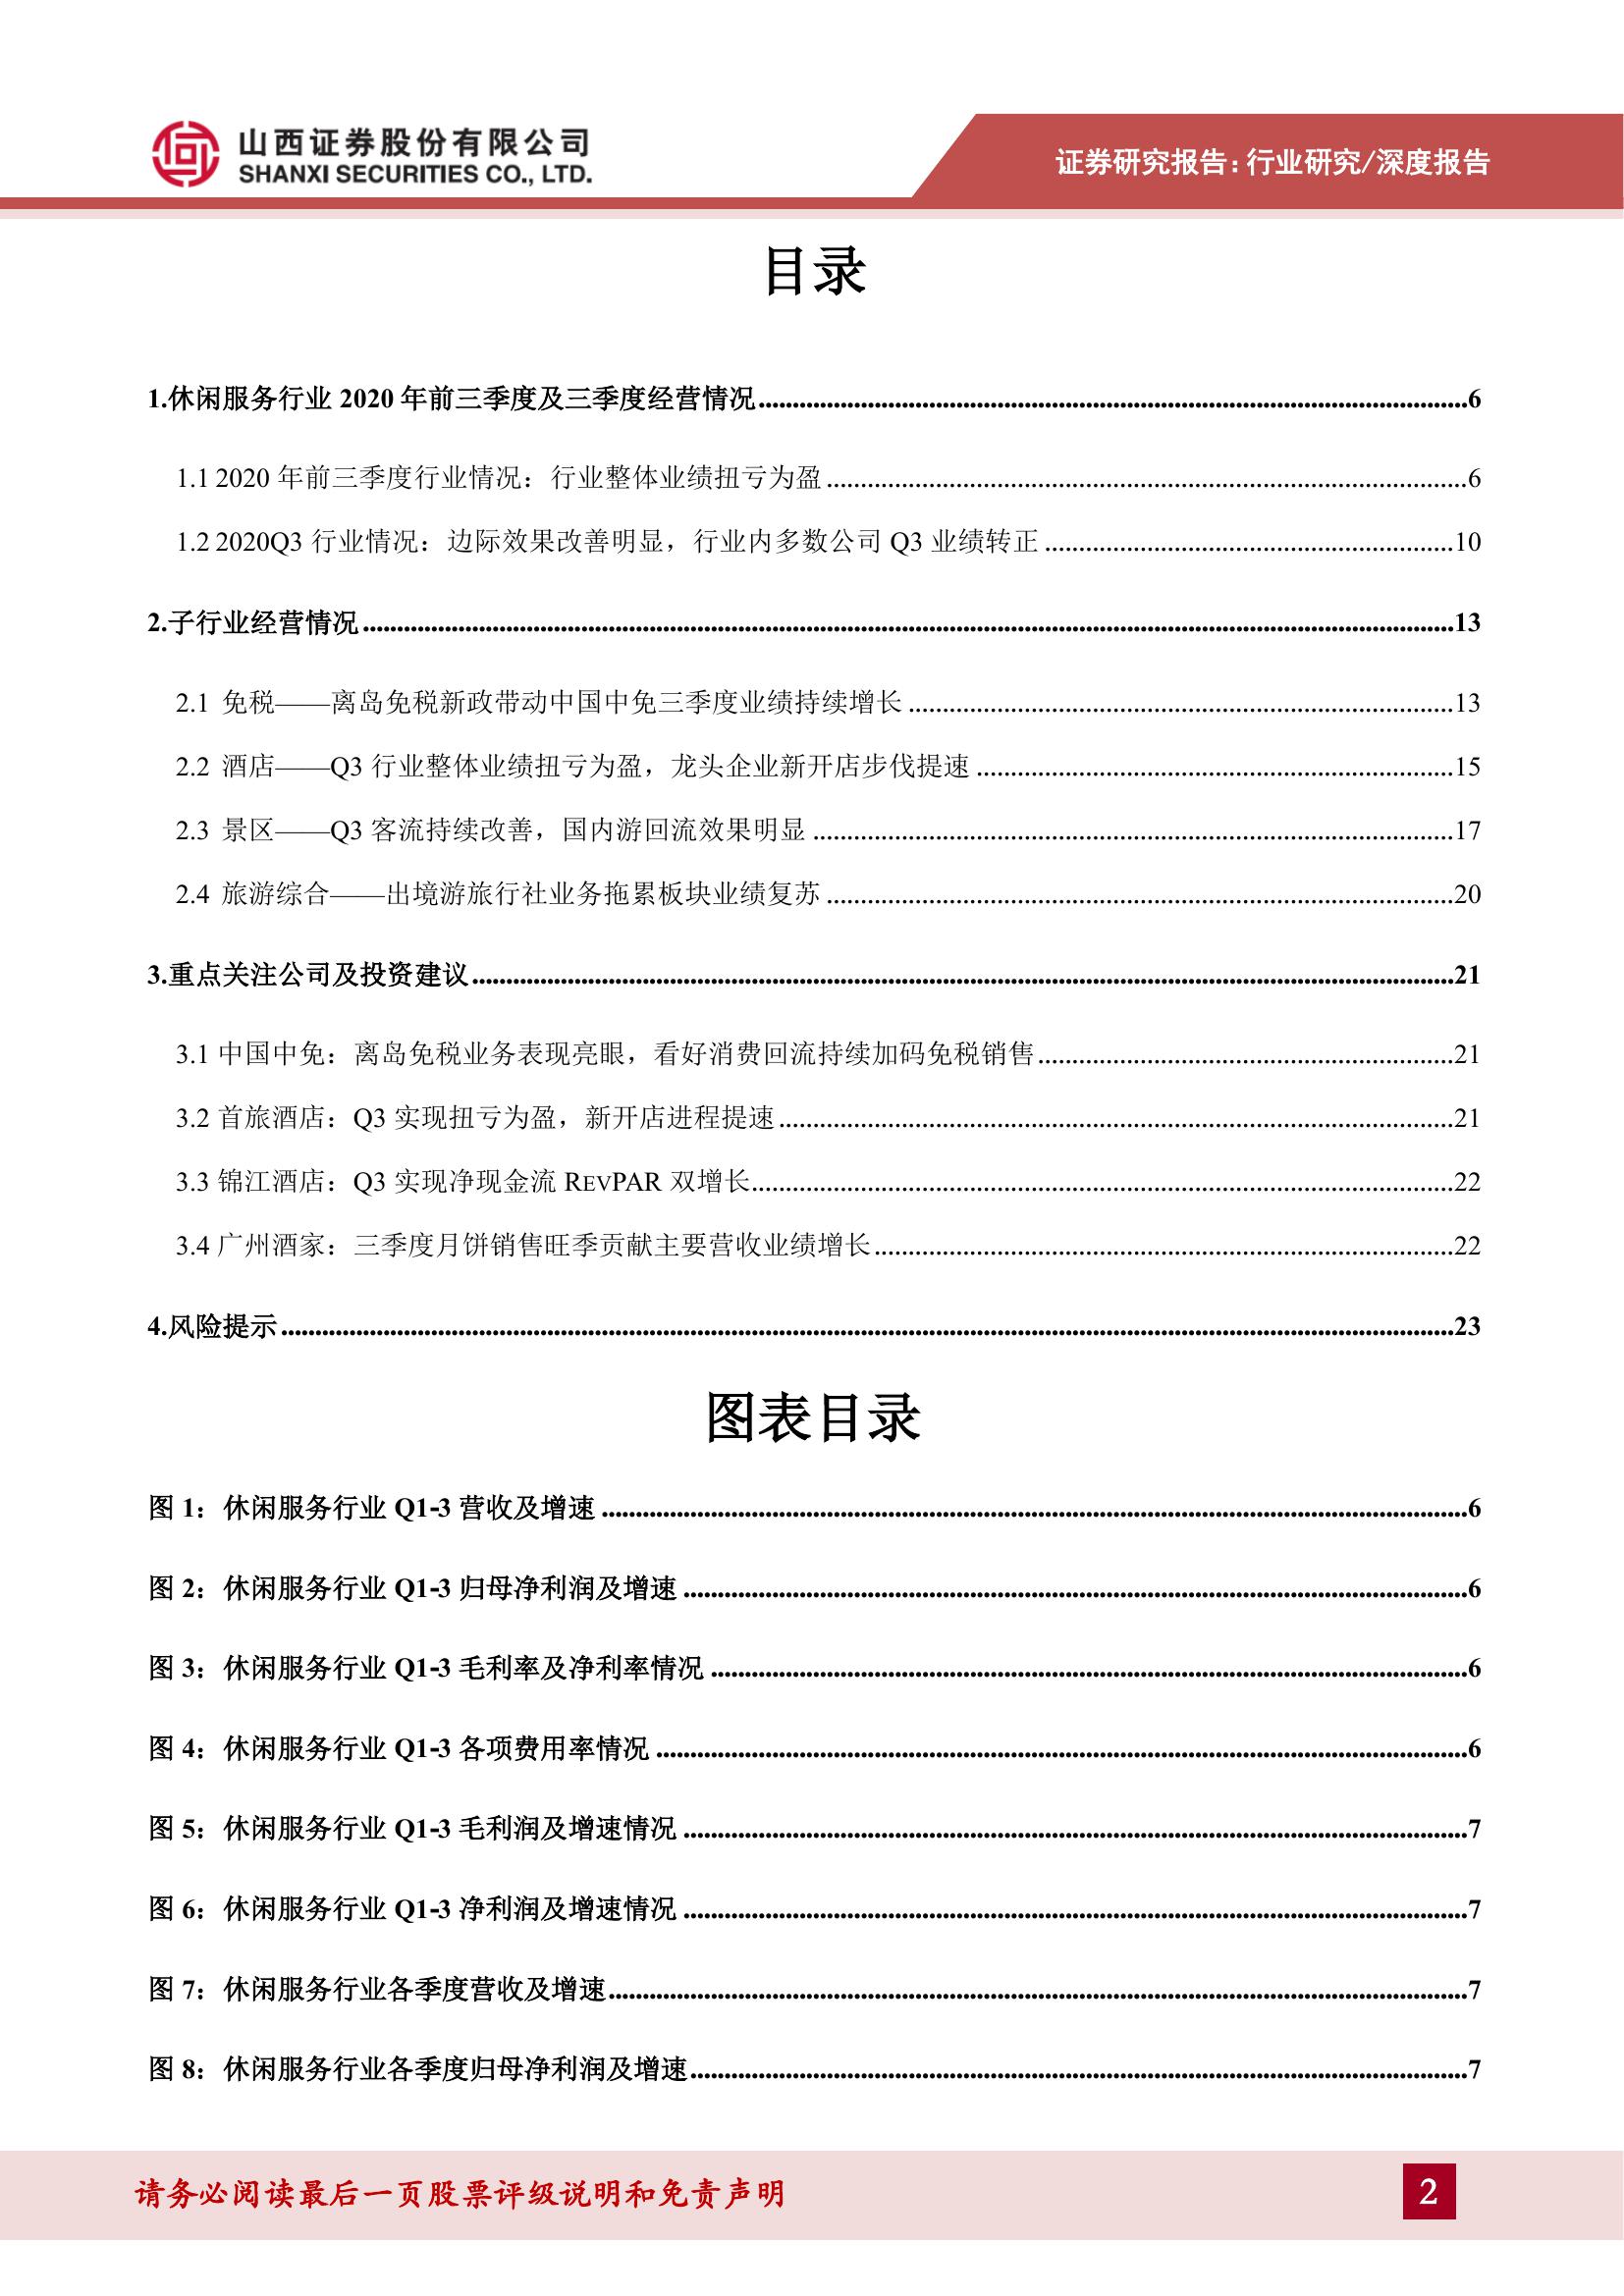 山西证券股份有限公司
SHANXI SECURITIES CO., LTD.
证券研究报告：行业研究/深度报告
目录
1.休闲服务行业 2020 年前三季度及三季度经营情况........6
1.1 2020 年前三季度行业情况：行业整体业绩扭亏为盈........6
1.2 2020Q3 行业情况：边际效果改善明显，行业内多数公司 Q3 业绩转正........10
2.子行业经营情况........13
2.1 免税——离岛免税新政带动中国中免三季度业绩持续增长........13
2.2 酒店——Q3 行业整体业绩扭亏为盈，龙头企业新开店步伐提速........15
2.3 景区——Q3 客流持续改善，国内游回流效果明显........17
2.4 旅游综合——出境游旅行社业务拖累板块业绩复苏........20
3.重点关注公司及投资建议........21
3.1 中国中免：离岛免税业务表现亮眼，看好消费回流持续加码免税销售........21
3.2 首旅酒店：Q3 实现扭亏为盈，新开店进程提速........21
3.3 锦江酒店：Q3 实现净现金流 REVPAR 双增长........22
3.4 广州酒家：三季度月饼销售旺季贡献主要营收业绩增长........22
4.风险提示........23
图表目录
图 1：休闲服务行业 Q1-3 营收及增速........6
图 2：休闲服务行业 Q1-3 归母净利润及增速........6
图 3：休闲服务行业 Q1-3 毛利率及净利率情况........6
图 4：休闲服务行业 Q1-3 各项费用率情况........6
图 5：休闲服务行业 Q1-3 毛利润及增速情况........7
图 6：休闲服务行业 Q1-3 净利润及增速情况........7
图 7：休闲服务行业各季度营收及增速........7
图 8：休闲服务行业各季度归母净利润及增速........7
请务必阅读最后一页股票评级说明和免责声明
2